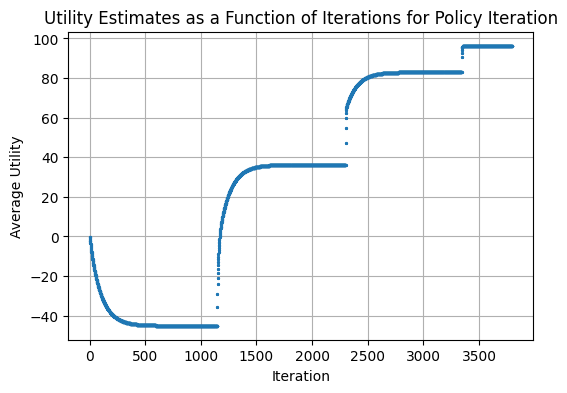 Utility Estimates as a Function of Iterations for Policy Iteration
100
80
60
40
20
0
−20
−40
Average Utility
0 500 1000 1500 2000 2500 3000 3500
Iteration